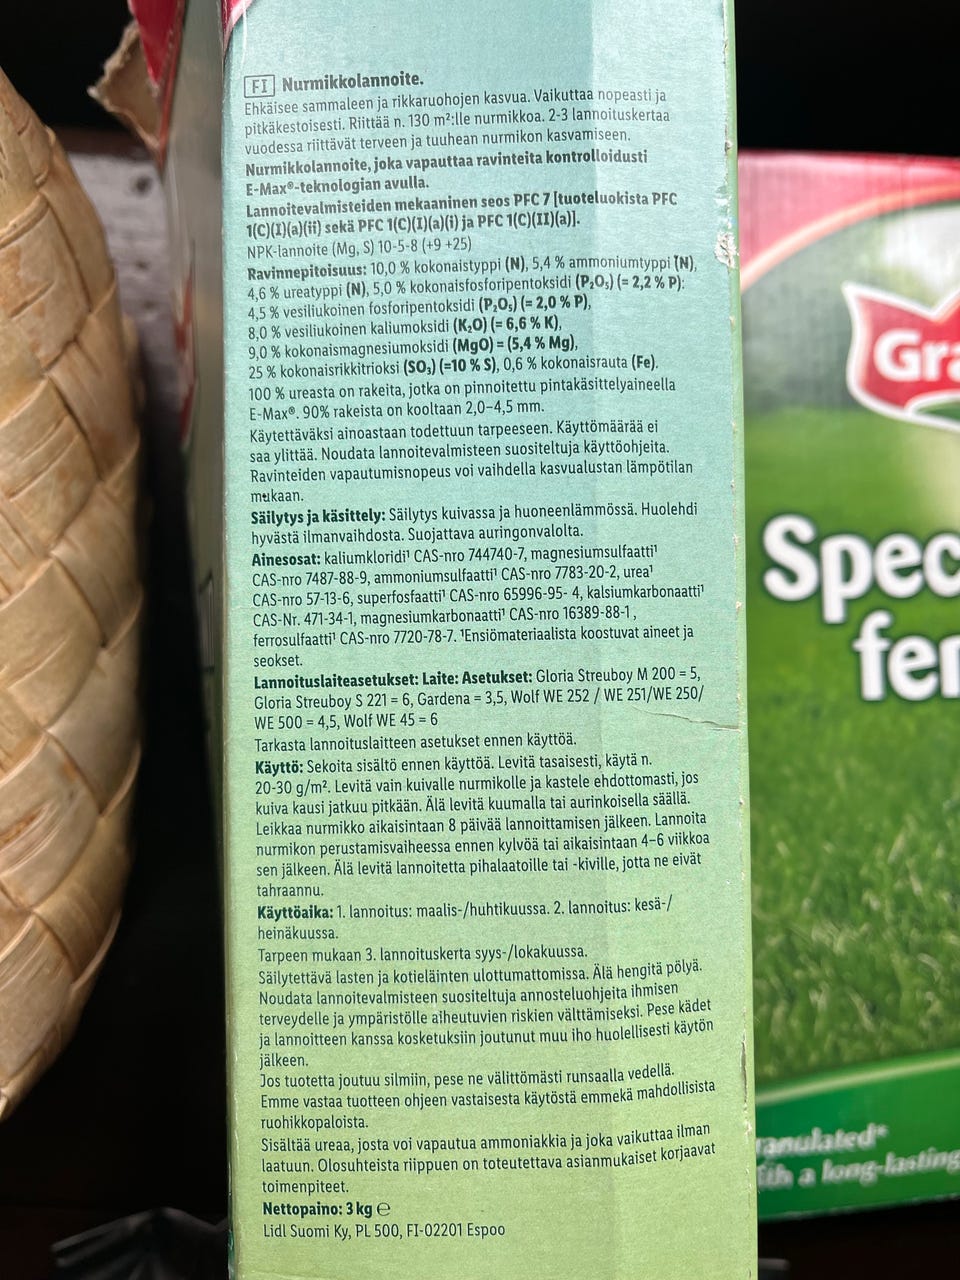 FI Nurmikkolannoite.
Ehkäisee sammaleen ja rikkaruohojen kasvua. Vaikuttaa nopeasti ja
pitkäkestoisesti. Riittää n. 130 m²:lle nurmikkoa. 2-3 lannoituskertaa
vuodessa riittävät terveen ja tuuhean nurmikon kasvamiseen.
Nurmikkolannoite, joka vapauttaa ravinteita kontrolloidusti
E-Max®-teknologian avulla.
Lannoitevalmisteiden mekaaninen seos PFC 7 [tuoteluokista PFC
1(C)(I)(a)(ii) sekä PFC 1(C)(I)(a)(i) ja PFC 1(C)(II)(a)].
NPK-lannoite (Mg, S) 10-5-8 (+9 +25)
Ravinnepitoisuus: 10,0 % kokonaistyppi (N), 5,4 % ammoniumtyppi (N),
4,6 % ureatyppi (N), 5,0 % kokonaisfosforipentoksidi (P₂O₅) (= 2,2 % P):
4,5 % vesiliukoinen fosforipentoksidi (P₂O₅) (= 2,0 % P),
8,0 % vesiliukoinen kaliumoksidi (K₂O) (= 6,6 % K),
9,0 % kokonaismagnesiumoksidi (MgO) = (5,4 % Mg),
25 % kokonaisrikkitrioksi (SO₃) (=10 % S), 0,6 % kokonaisrauta (Fe).
100 % ureasta on rakeita, jotka on pinnoitettu pintakäsittelyaineella
E-Max®. 90% rakeista on kooltaan 2,0–4,5 mm.
Käytettäväksi ainoastaan todettuun tarpeeseen. Käyttömäärää ei
saa ylittää. Noudata lannoitevalmisteen suositeltuja käyttöohjeita.
Ravinteiden vapautumisnopeus voi vaihdella kasvualustan lämpötilan
mukaan.
Säilytys ja käsittely: Säilytys kuivassa ja huoneenlämmössä. Huolehdi
hyvästä ilmanvaihdosta. Suojattava auringonvalolta.
Ainesosat: kaliumkloridi¹ CAS-nro 744740-7, magnesiumsulfaatti¹
CAS-nro 7487-88-9, ammoniumsulfaatti¹ CAS-nro 7783-20-2, urea¹
CAS-nro 57-13-6, superfosfaatti¹ CAS-nro 65996-95- 4, kalsiumkarbonaatti¹
CAS-Nr. 471-34-1, magnesiumkarbonaatti¹ CAS-nro 16389-88-1,
ferrosulfaatti¹ CAS-nro 7720-78-7. ¹Ensiömateriaalista koostuvat aineet ja
seokset.
Lannoituslaiteasetukset: Laite: Asetukset: Gloria Streuboy M 200 = 5,
Gloria Streuboy S 221 = 6, Gardena = 3,5, Wolf WE 252 / WE 251/WE 250/
WE 500 = 4,5, Wolf WE 45 = 6
Tarkasta lannoituslaitteen asetukset ennen käyttöä.
Käyttö: Sekoita sisältö ennen käyttöä. Levitä tasaisesti, käytä n.
20-30 g/m². Levitä vain kuivalle nurmikolle ja kastele ehdottomasti, jos
kuiva kausi jatkuu pitkään. Älä levitä kuumalla tai aurinkoisella säällä.
Leikkaa nurmikko aikaisintaan 8 päivää lannoittamisen jälkeen. Lannoita
nurmikon perustamisvaiheessa ennen kylvöä tai aikaisintaan 4–6 viikkoa
sen jälkeen. Älä levitä lannoitetta pihalaatoille tai -kiville, jotta ne eivät
tahraannu.
Käyttöaika: 1. lannoitus: maalis-/huhtikuussa. 2. lannoitus: kesä-/
heinäkuussa.
Tarpeen mukaan 3. lannoituskerta syys-/lokakuussa.
Säilytettävä lasten ja kotieläinten ulottumattomissa. Älä hengitä pölyä.
Noudata lannoitevalmisteen suositeltuja annosteluohjeita ihmisen
terveydelle ja ympäristölle aiheutuvien riskien välttämiseksi. Pese kädet
ja lannoitteen kanssa kosketuksiin joutunut muu iho huolellisesti käytön
jälkeen.
Jos tuotetta joutuu silmiin, pese ne välittömästi runsaalla vedellä.
Emme vastaa tuotteen ohjeen vastaisesta käytöstä emmekä mahdollisista
ruohikkopaloista.
Sisältää ureaa, josta voi vapautua ammoniakkia ja joka vaikuttaa ilman
laatuun. Olosuhteista riippuen on toteutettava asianmukaiset korjaavat
toimenpiteet.
Nettopaino: 3 kg ℮
Lidl Suomi Ky, PL 500, FI-02201 Espoo
Gra
Spec
fer
ranulated*
ith a long-lasting